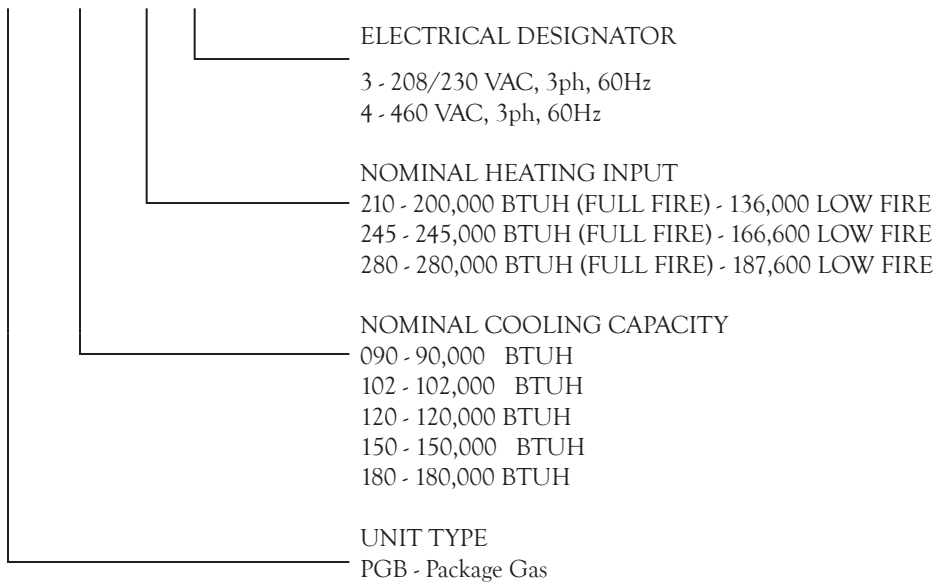 ELECTRICAL DESIGNATOR
3 - 208/230 VAC, 3ph, 60Hz
4 - 460 VAC, 3ph, 60Hz
NOMINAL HEATING INPUT
210 - 200,000 BTUH (FULL FIRE) - 136,000 LOW FIRE
245 - 245,000 BTUH (FULL FIRE) - 166,600 LOW FIRE
280 - 280,000 BTUH (FULL FIRE) - 187,600 LOW FIRE
NOMINAL COOLING CAPACITY
090 - 90,000 BTUH
102 - 102,000 BTUH
120 - 120,000 BTUH
150 - 150,000 BTUH
180 - 180,000 BTUH
UNIT TYPE
PGB - Package Gas